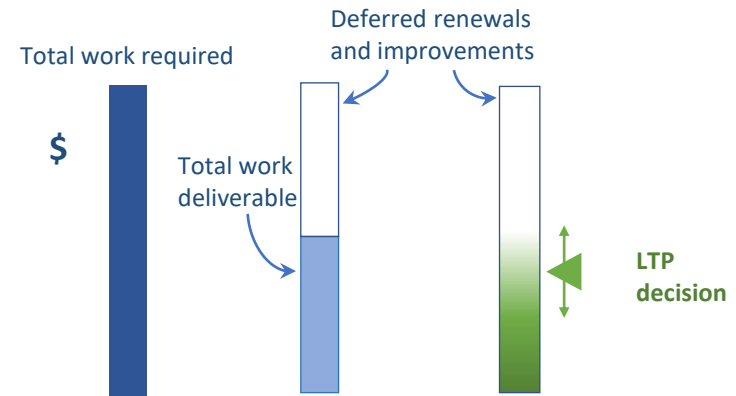 Deferred renewals
and improvements
Total work required
$
Total work
deliverable
LTP
decision